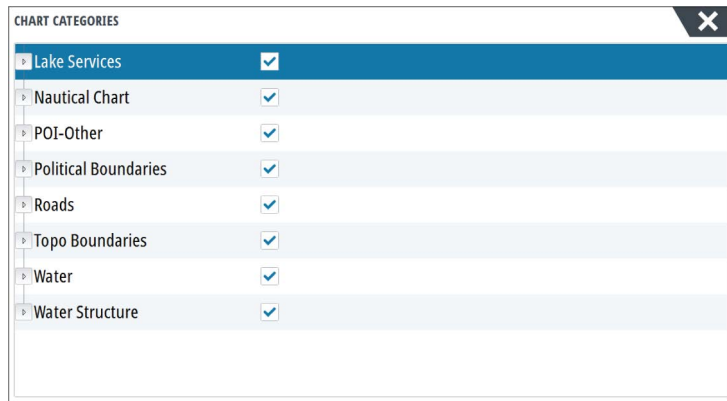 CHART CATEGORIES
Lake Services
Nautical Chart
POI-Other
Political Boundaries
Roads
Topo Boundaries
Water
Water Structure